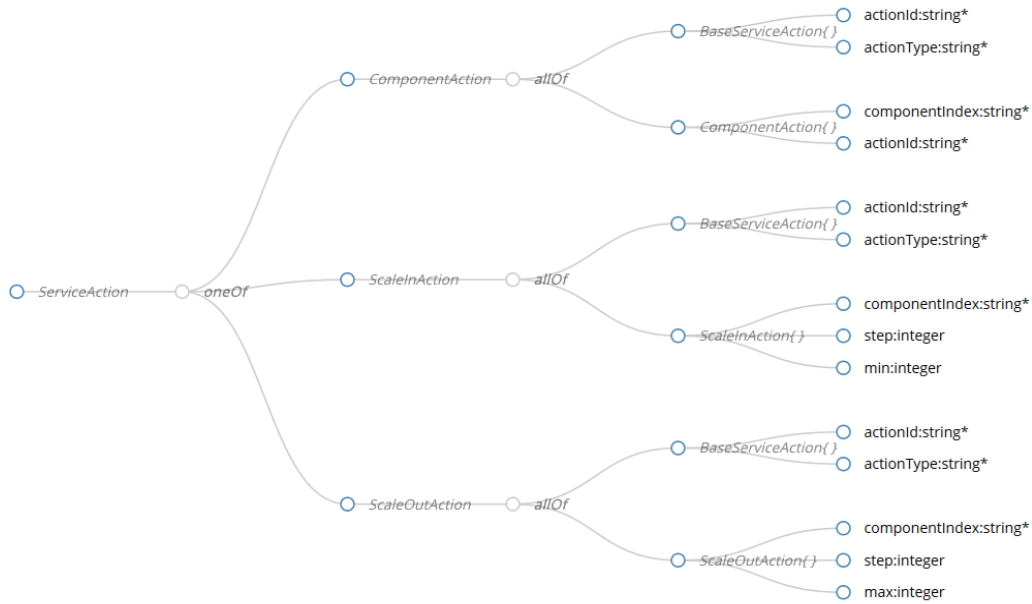 actionId:string*
BaseServiceAction{ }
actionType:string*
ComponentAction
allOf
componentIndex:string*
ComponentAction{ }
actionId:string*
actionId:string*
BaseServiceAction{ }
actionType:string*
ServiceAction
oneOf
ScaleInAction
allOf
componentIndex:string*
ScaleInAction{ }
step:integer
min:integer
actionId:string*
BaseServiceAction{ }
actionType:string*
ScaleOutAction
allOf
componentIndex:string*
ScaleOutAction{ }
step:integer
max:integer